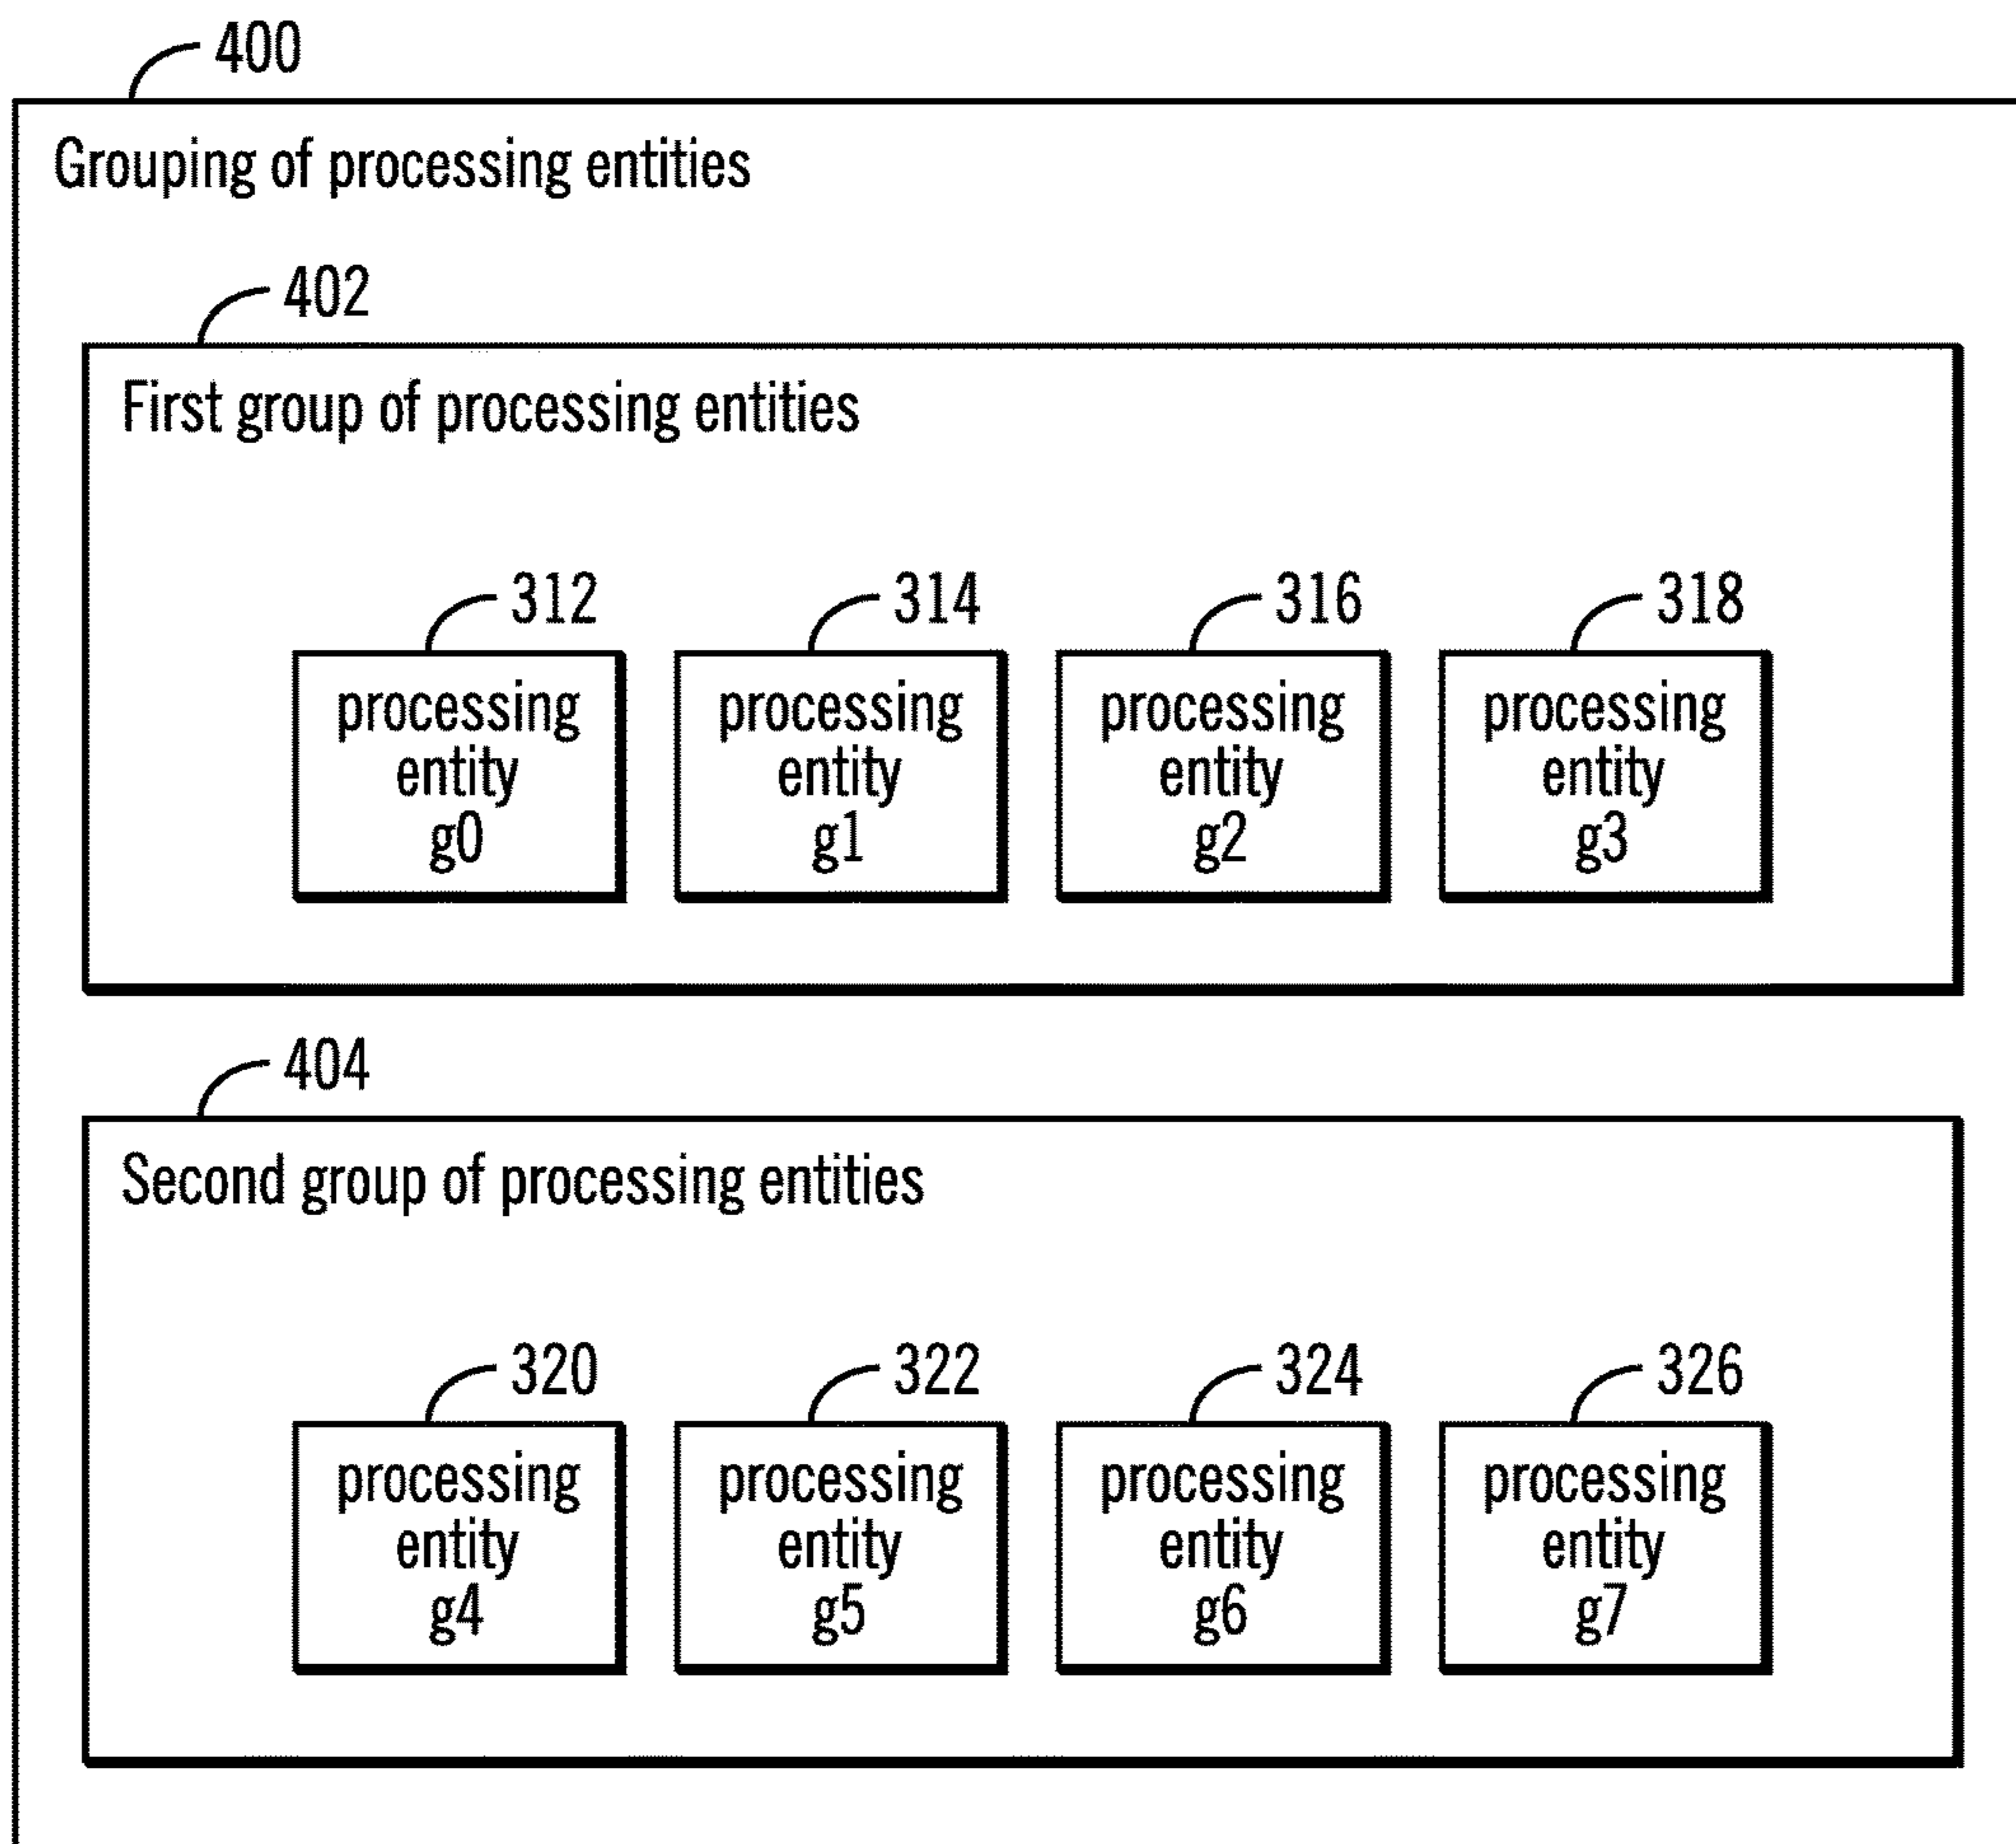 400
Grouping of processing entities
402
First group of processing entities
312
314
316
318
processing
entity
g0
processing
entity
g1
processing
entity
g2
processing
entity
g3
404
Second group of processing entities
320
322
324
326
processing
entity
g4
processing
entity
g5
processing
entity
g6
processing
entity
g7